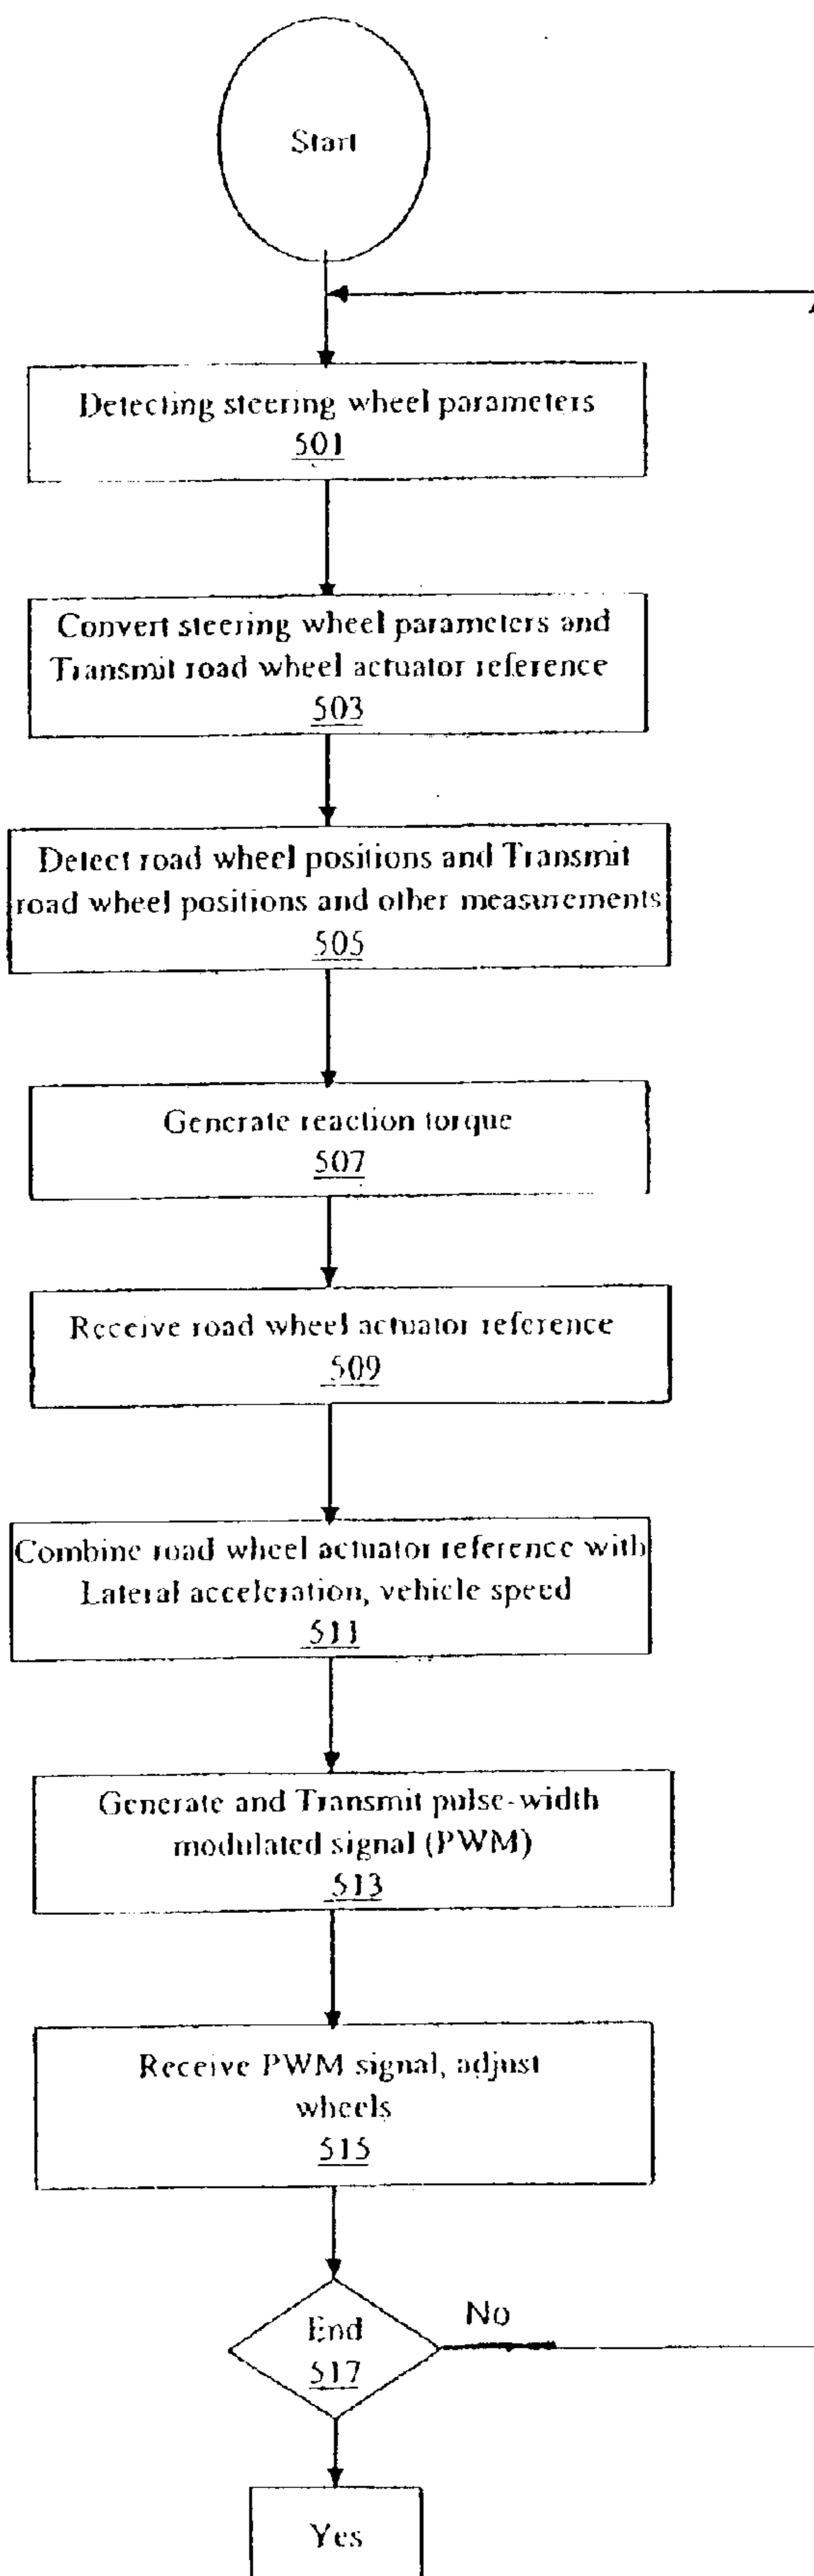 Start
Detecting steering wheel parameters
501
Convert steering wheel parameters and
Transmit road wheel actuator reference
503
Detect road wheel positions and Transmit
road wheel positions and other measurements
505
Generate reaction torque
507
Receive road wheel actuator reference
509
Combine road wheel actuator reference with
Lateral acceleration, vehicle speed
511
Generate and Transmit pulse-width
modulated signal (PWM)
513
Receive PWM signal, adjust
wheels
515
No
End
517
Yes